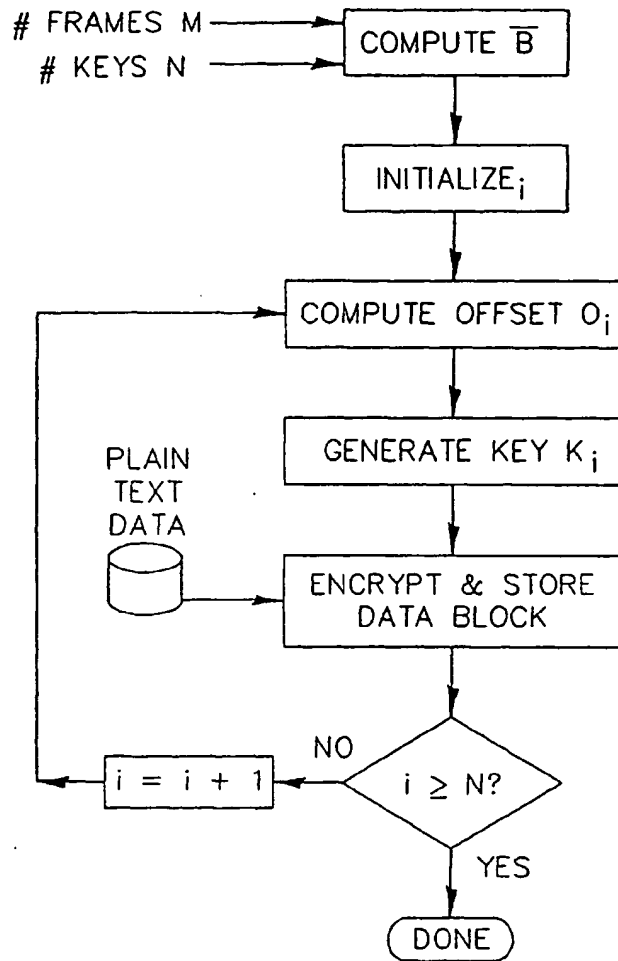 # FRAMES M
# KEYS N
COMPUTE B̅
INITIALIZEᵢ
COMPUTE OFFSET Oᵢ
GENERATE KEY Kᵢ
PLAIN
TEXT
DATA
ENCRYPT & STORE
DATA BLOCK
NO
i = i + 1
i ≥ N?
YES
DONE